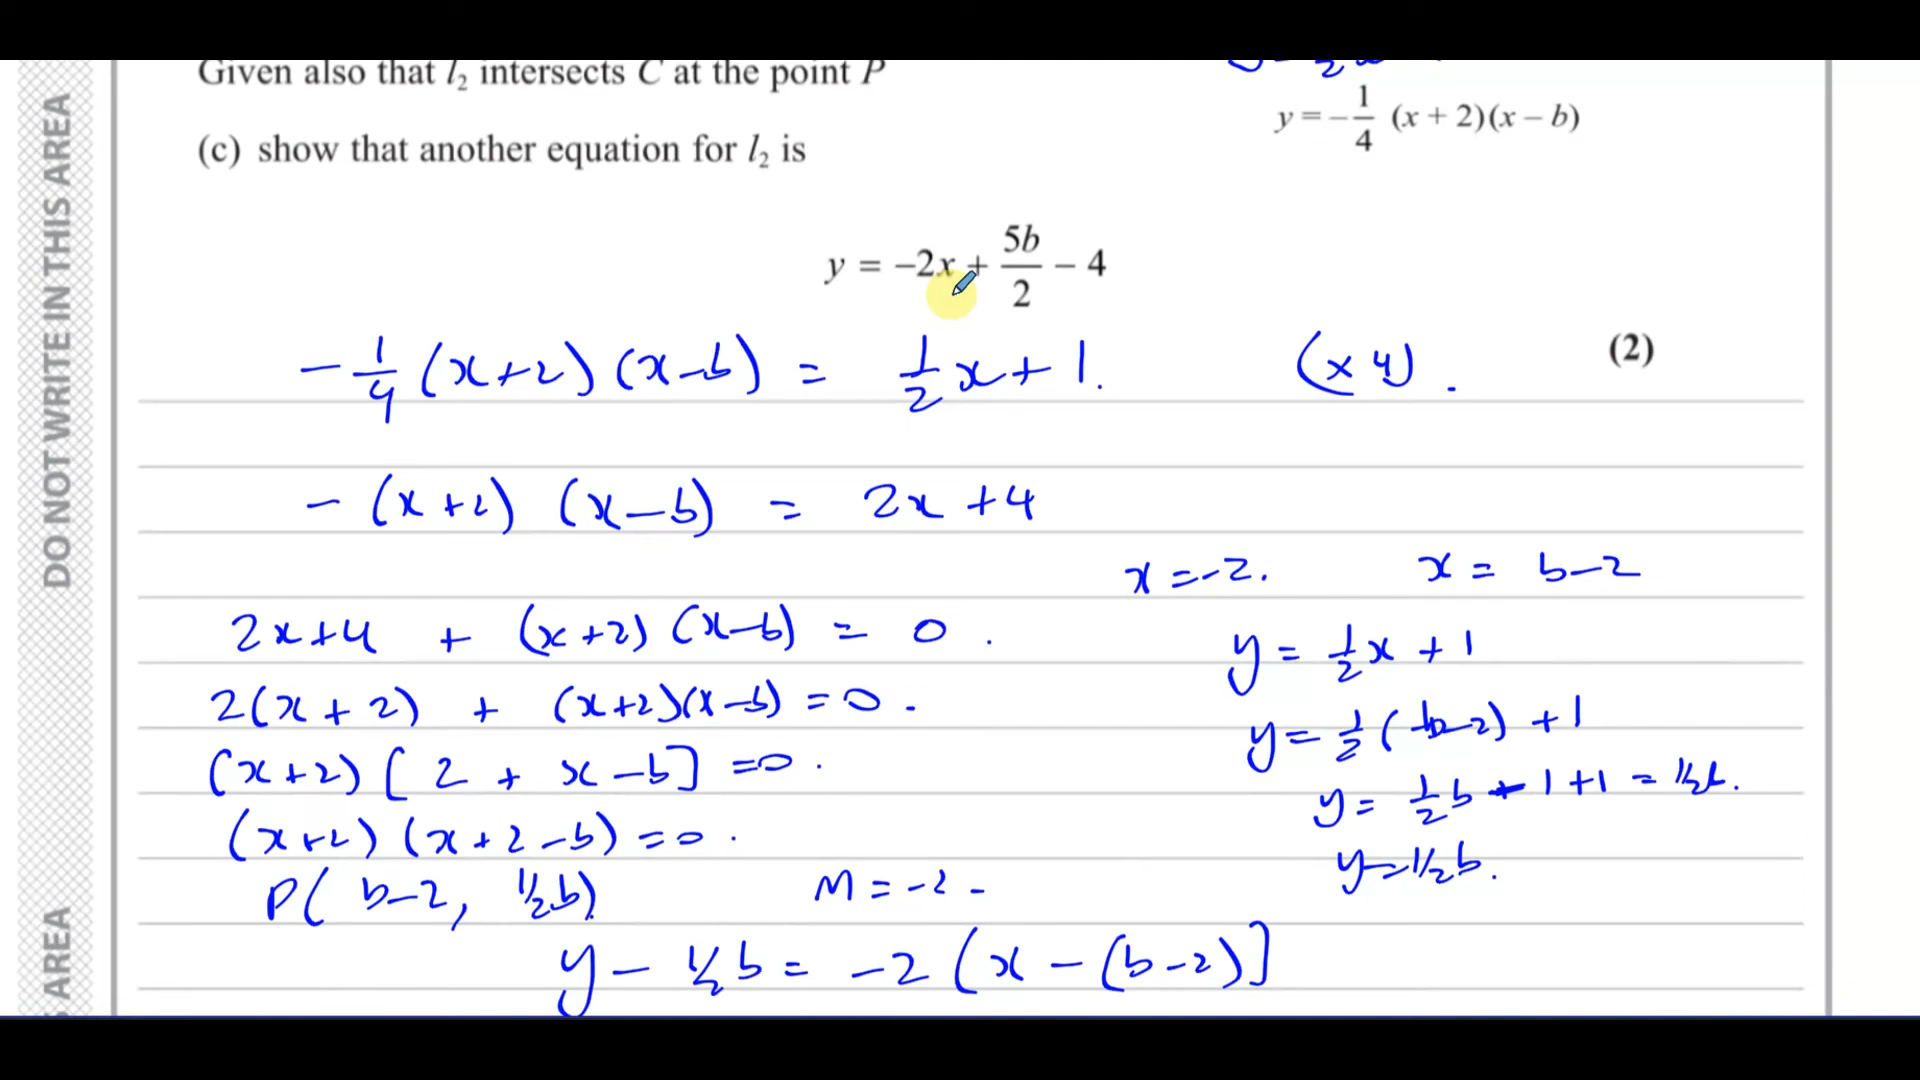 Given also that l₂ intersects C at the point P
y = -1/4 (x + 2)(x – b)
(c) show that another equation for l₂ is
y = –2x + 5b/2 – 4
(2)
-1/4 (x+2)(x-b) = 1/2 x + 1. (x 4).
-(x+2)(x-b) = 2x+4
x = -2. x = b-2
2x+4 + (x+2)(x-b) = 0.
y = 1/2 x + 1
2(x+2) + (x+2)(x-b) = 0.
y = 1/2 (b-2) + 1
(x+2)[2 + x-b] = 0.
y = 1/2 b - 1 + 1 = 1/2 b.
(x+2)(x+2-b) = 0.
y = 1/2 b.
P(b-2, 1/2 b) M = -2 -
y - 1/2 b = -2 (x - (b-2)]
DO NOT WRITE IN THIS AREA
AREA